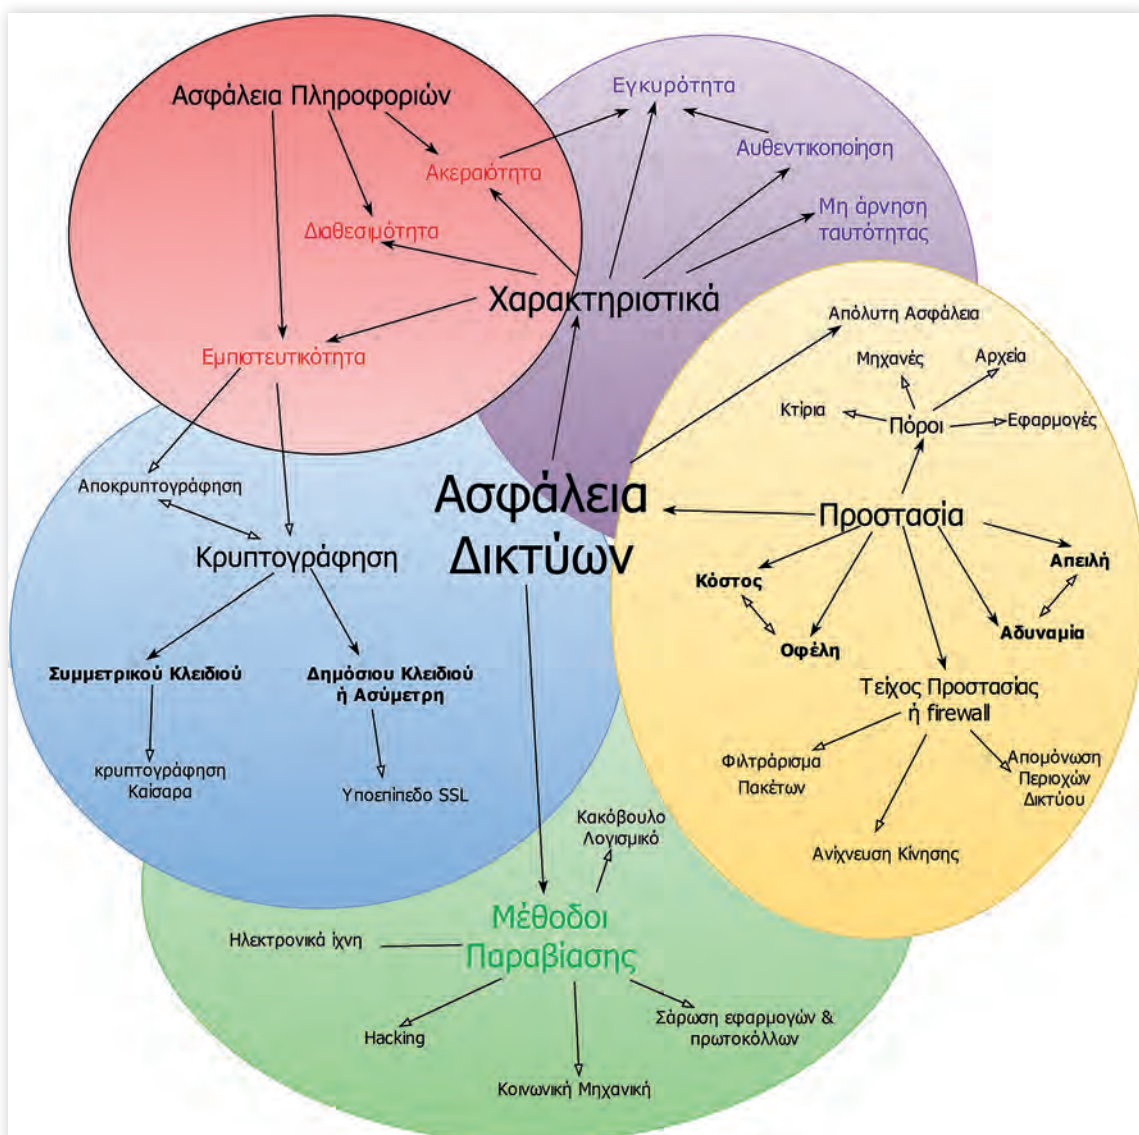 Ασφάλεια Πληροφοριών
Ακεραιότητα
Διαθεσιμότητα
Εμπιστευτικότητα
Εγκυρότητα
Αυθεντικοποίηση
Μη άρνηση
ταυτότητας
Χαρακτηριστικά
Απόλυτη Ασφάλεια
Μηχανές
Αρχεία
Κτίρια
Πόροι
Εφαρμογές
Προστασία
Κόστος
Οφέλη
Απειλή
Αδυναμία
Τείχος Προστασίας
ή firewall
Φιλτράρισμα
Πακέτων
Απομόνωση
Περιοχών
Δικτύου
Ανίχνευση Κίνησης
Ασφάλεια
Δικτύων
Αποκρυπτογράφηση
Κρυπτογράφηση
Συμμετρικού Κλειδιού
Δημόσιου Κλειδιού
ή Ασύμετρη
κρυπτογράφηση
Καίσαρα
Υποεπίπεδο SSL
Κακόβουλο
Λογισμικό
Μέθοδοι
Παραβίασης
Ηλεκτρονικά ίχνη
Hacking
Κοινωνική Μηχανική
Σάρωση εφαρμογών &
πρωτοκόλλων